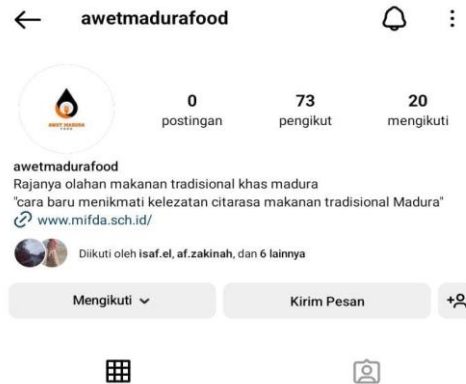 awetmadurafood
AWET MADURA
0
postingan
73
pengikut
20
mengikuti
awetmadurafood
Rajanya olahan makanan tradisional khas madura
"cara baru menikmati kelezatan citarasa makanan tradisional Madura"
www.mifda.sch.id/
Diikuti oleh isaf.el, af.zakinah, dan 6 lainnya
Mengikuti
Kirim Pesan